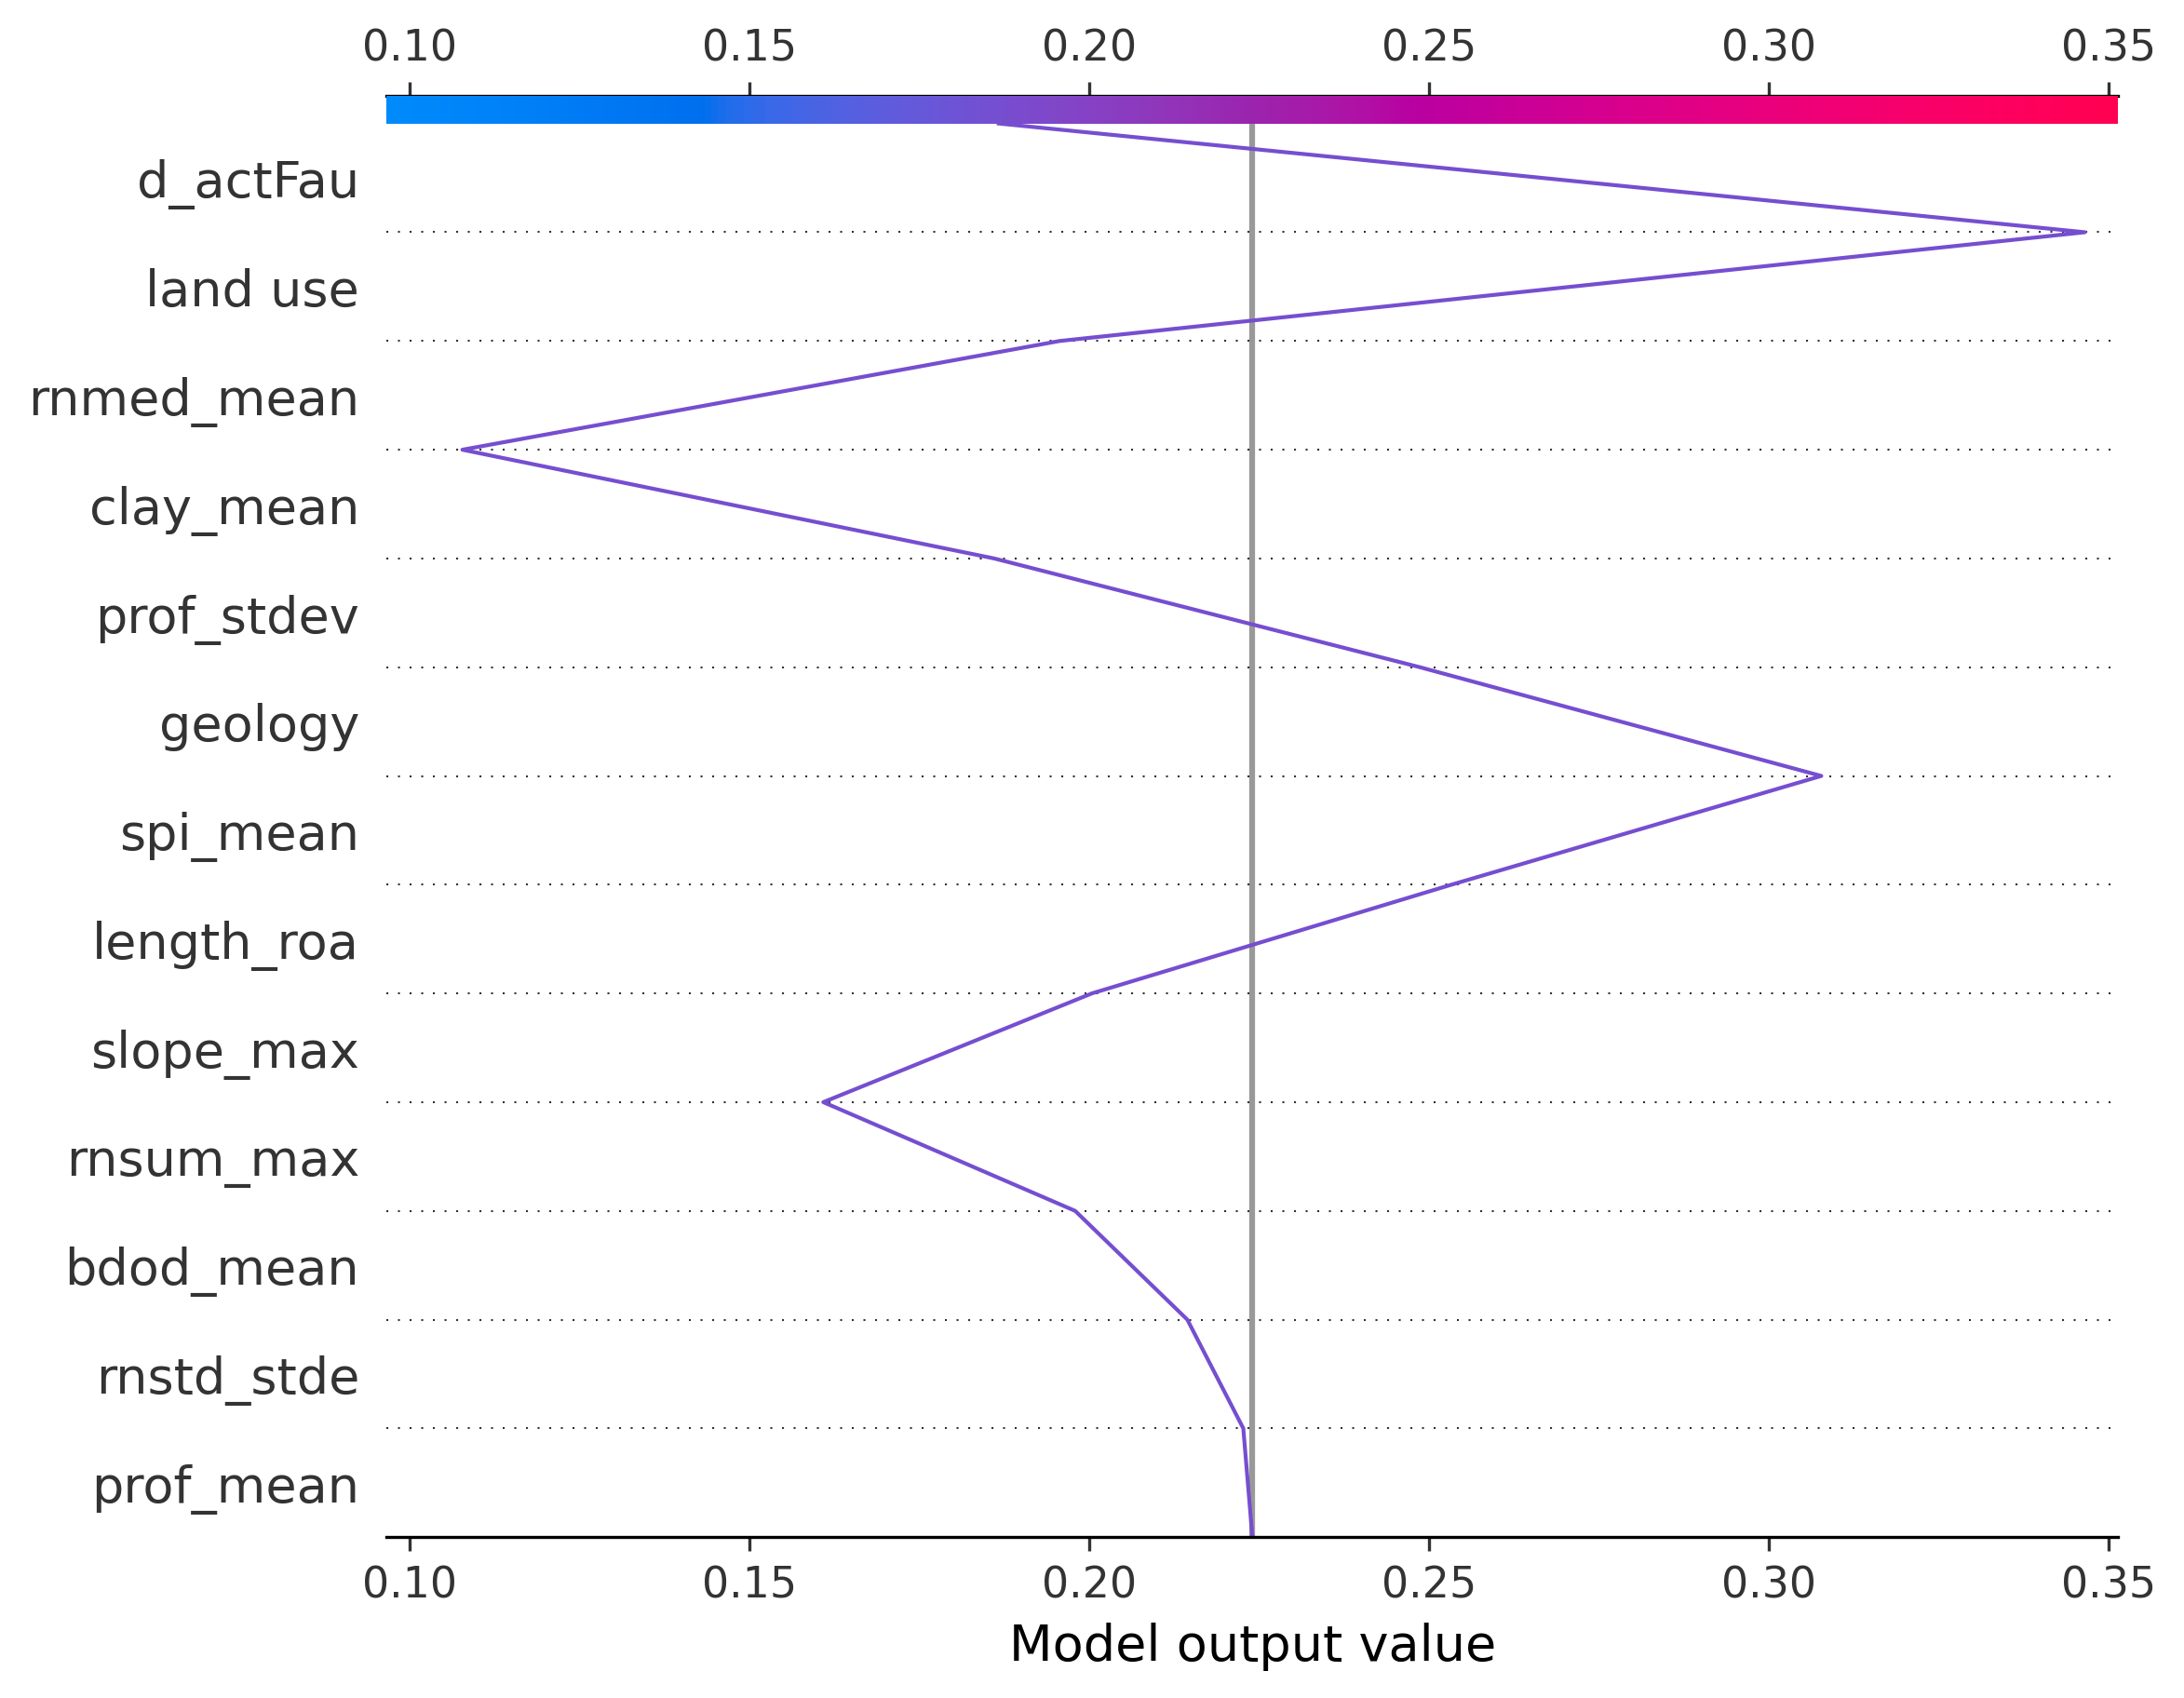 0.10 0.15 0.20 0.25 0.30 0.35
d_actFau
land use
rnmed_mean
clay_mean
prof_stdev
geology
spi_mean
length_roa
slope_max
rnsum_max
bdod_mean
rnstd_stde
prof_mean
0.10 0.15 0.20 0.25 0.30 0.35
Model output value